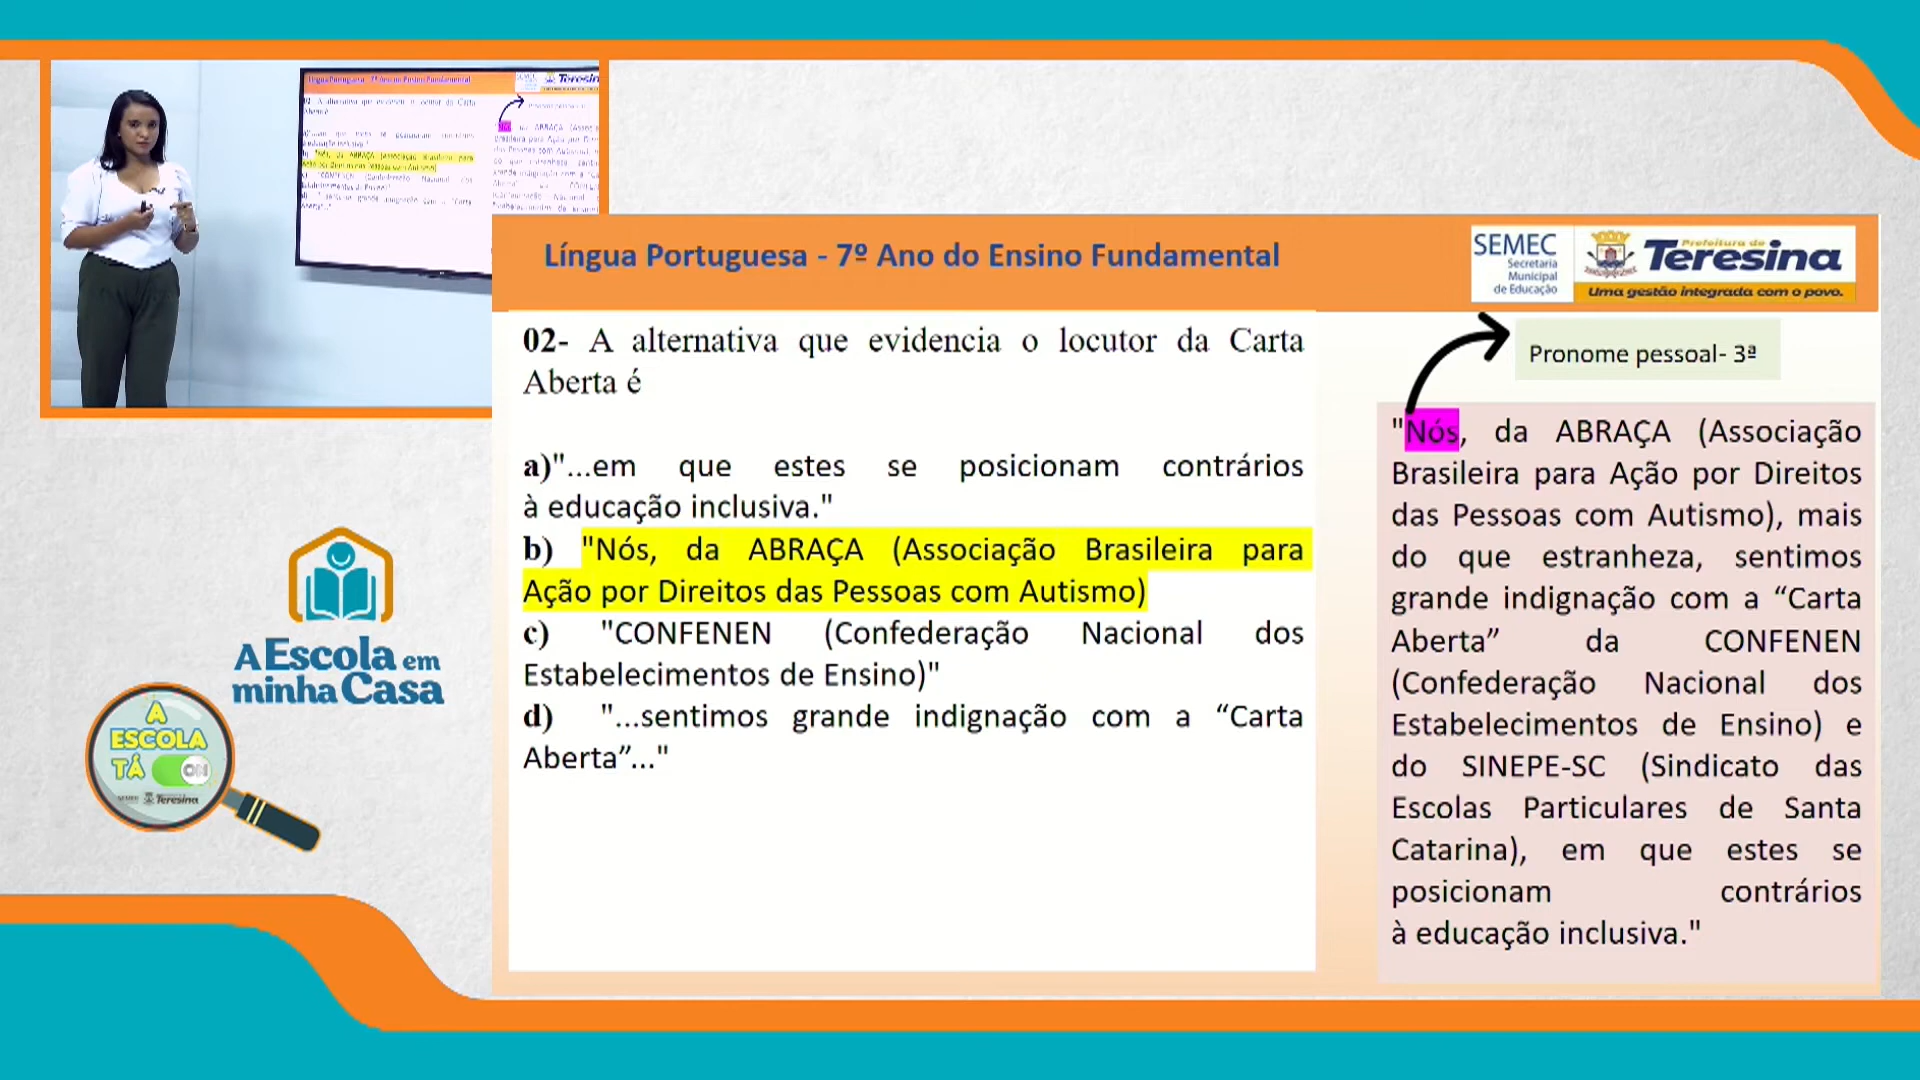 Língua Portuguesa - 7º Ano do Ensino Fundamental
SEMEC
Secretaria
Municipal
de Educação
Prefeitura de
Teresina
Uma gestão integrada com o povo.
02- A alternativa que evidencia o locutor da Carta
Aberta é
a)"...em que estes se posicionam contrários
à educação inclusiva."
b) "Nós, da ABRAÇA (Associação Brasileira para
Ação por Direitos das Pessoas com Autismo)
c) "CONFENEN (Confederação Nacional dos
Estabelecimentos de Ensino)"
d) "...sentimos grande indignação com a “Carta
Aberta”..."
Pronome pessoal- 3ª
"Nós, da ABRAÇA (Associação
Brasileira para Ação por Direitos
das Pessoas com Autismo), mais
do que estranheza, sentimos
grande indignação com a “Carta
Aberta” da CONFENEN
(Confederação Nacional dos
Estabelecimentos de Ensino) e
do SINEPE-SC (Sindicato das
Escolas Particulares de Santa
Catarina), em que estes se
posicionam contrários
à educação inclusiva."
A Escola em
minha Casa
A
ESCOLA
TÁ ON
SEMEC Teresina